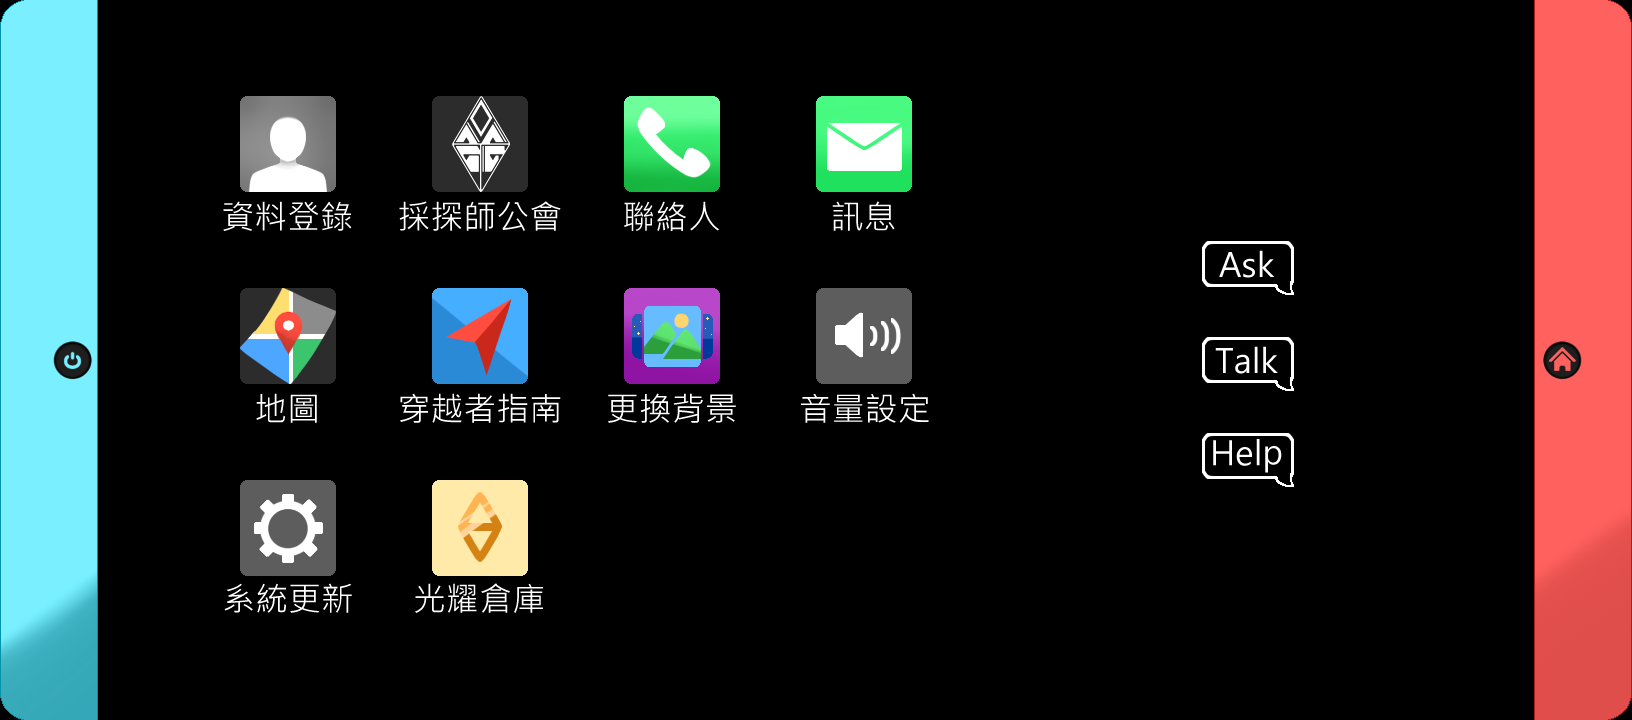 資料登錄
採探師公會
聯絡人
訊息
地圖
穿越者指南
更換背景
音量設定
系統更新
光耀倉庫
Ask
Talk
Help